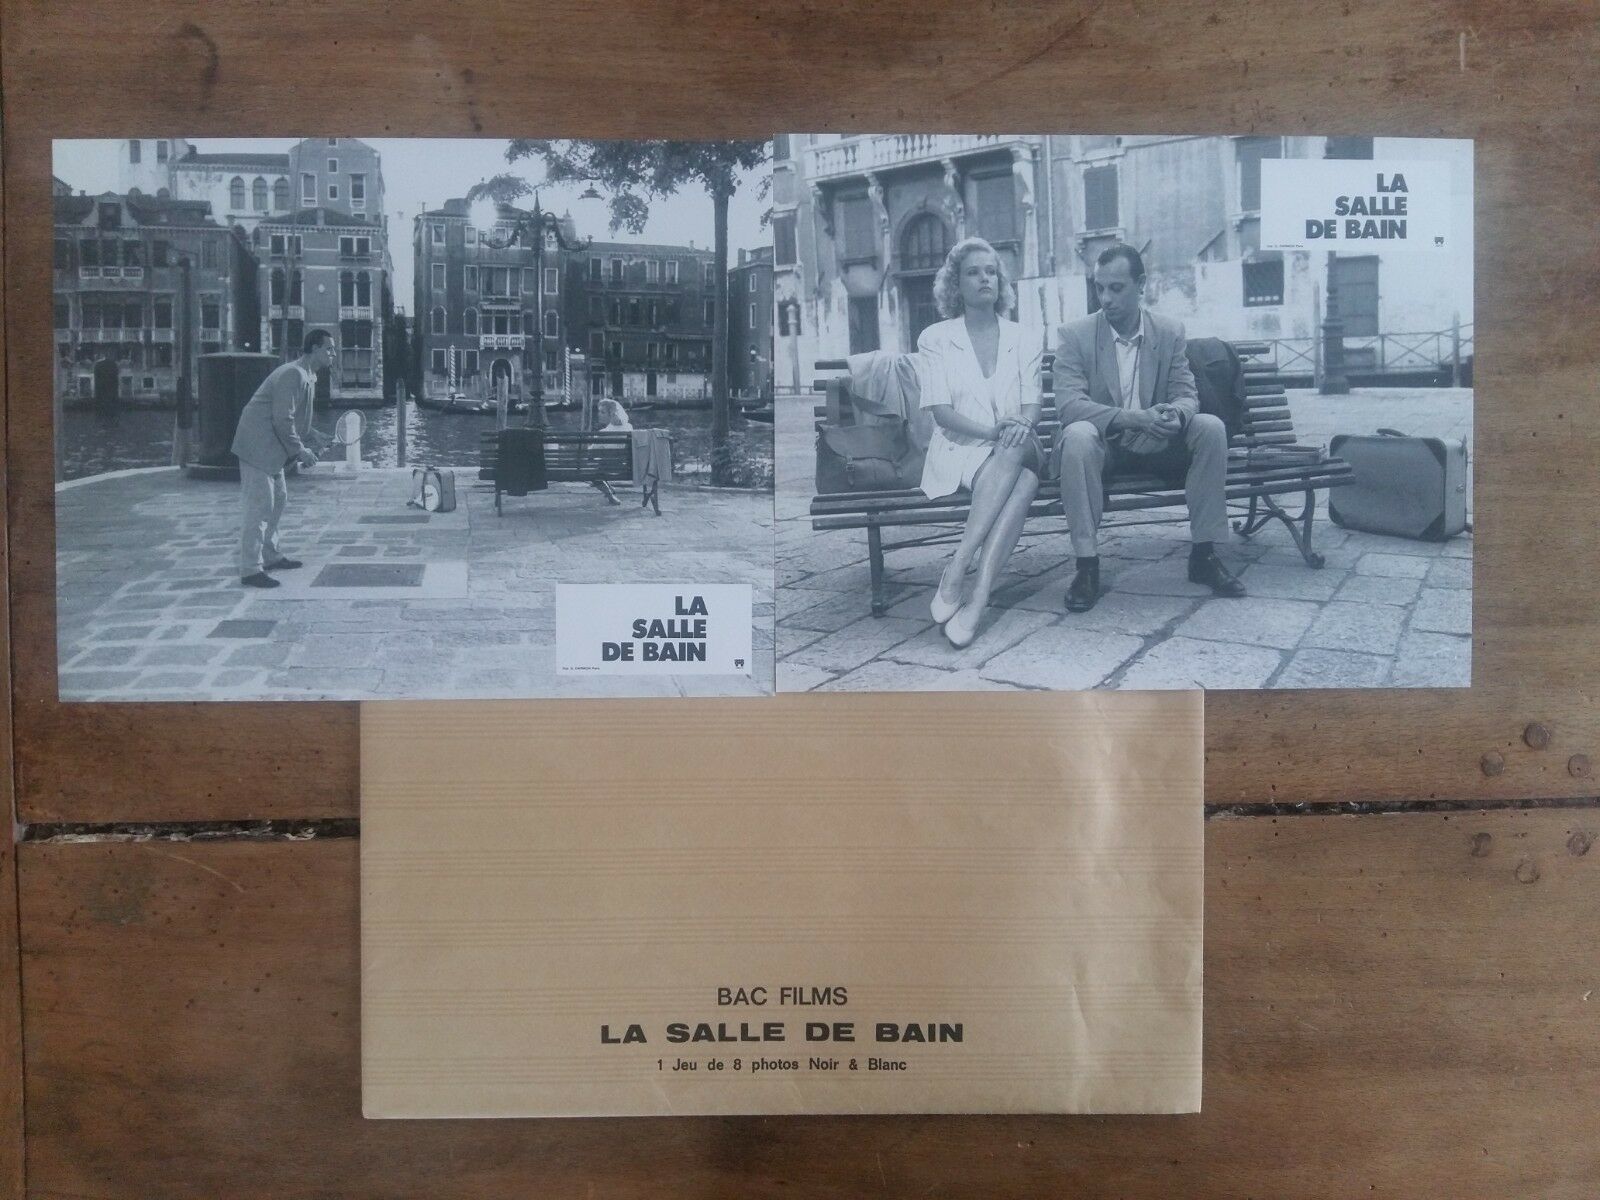 LA
SALLE
DE BAIN
LA
SALLE
DE BAIN
BAC FILMS
LA SALLE DE BAIN
1 Jeu de 8 photos Noir & Blanc